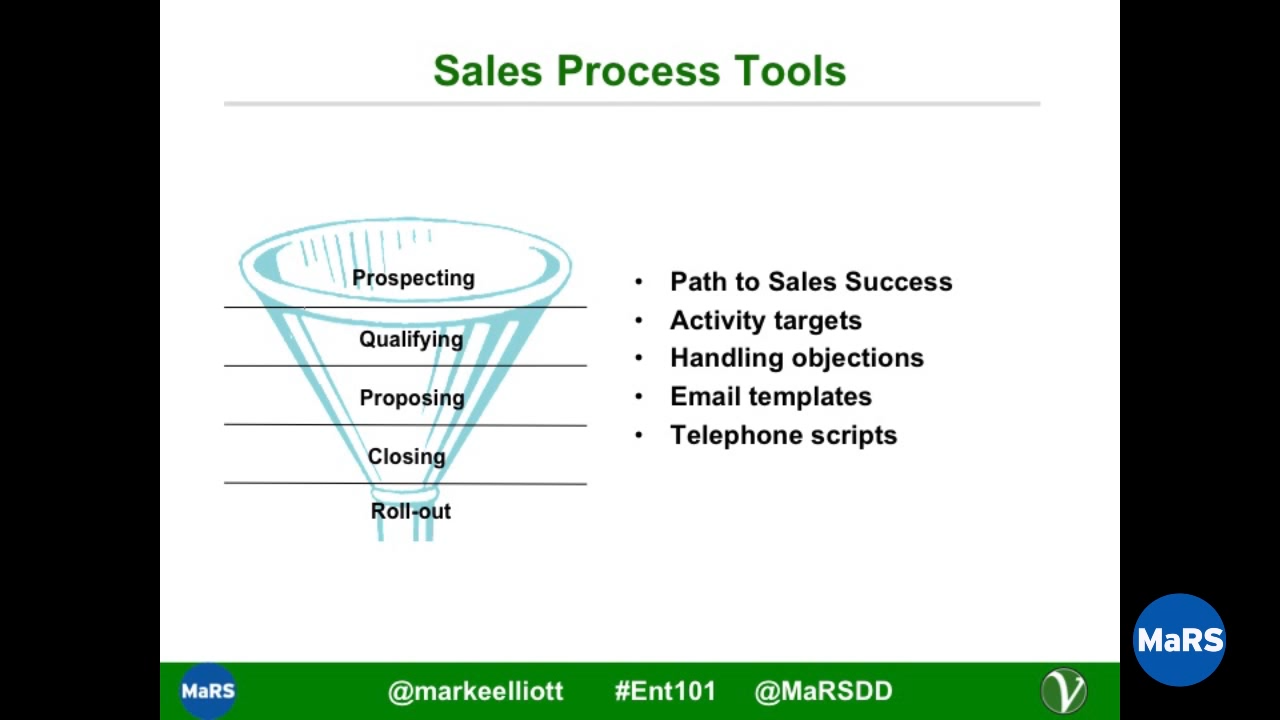 Sales Process Tools
Prospecting
Qualifying
Proposing
Closing
Roll-out
• Path to Sales Success
• Activity targets
• Handling objections
• Email templates
• Telephone scripts
MaRS @markeelliott #Ent101 @MaRSDD V
MaRS